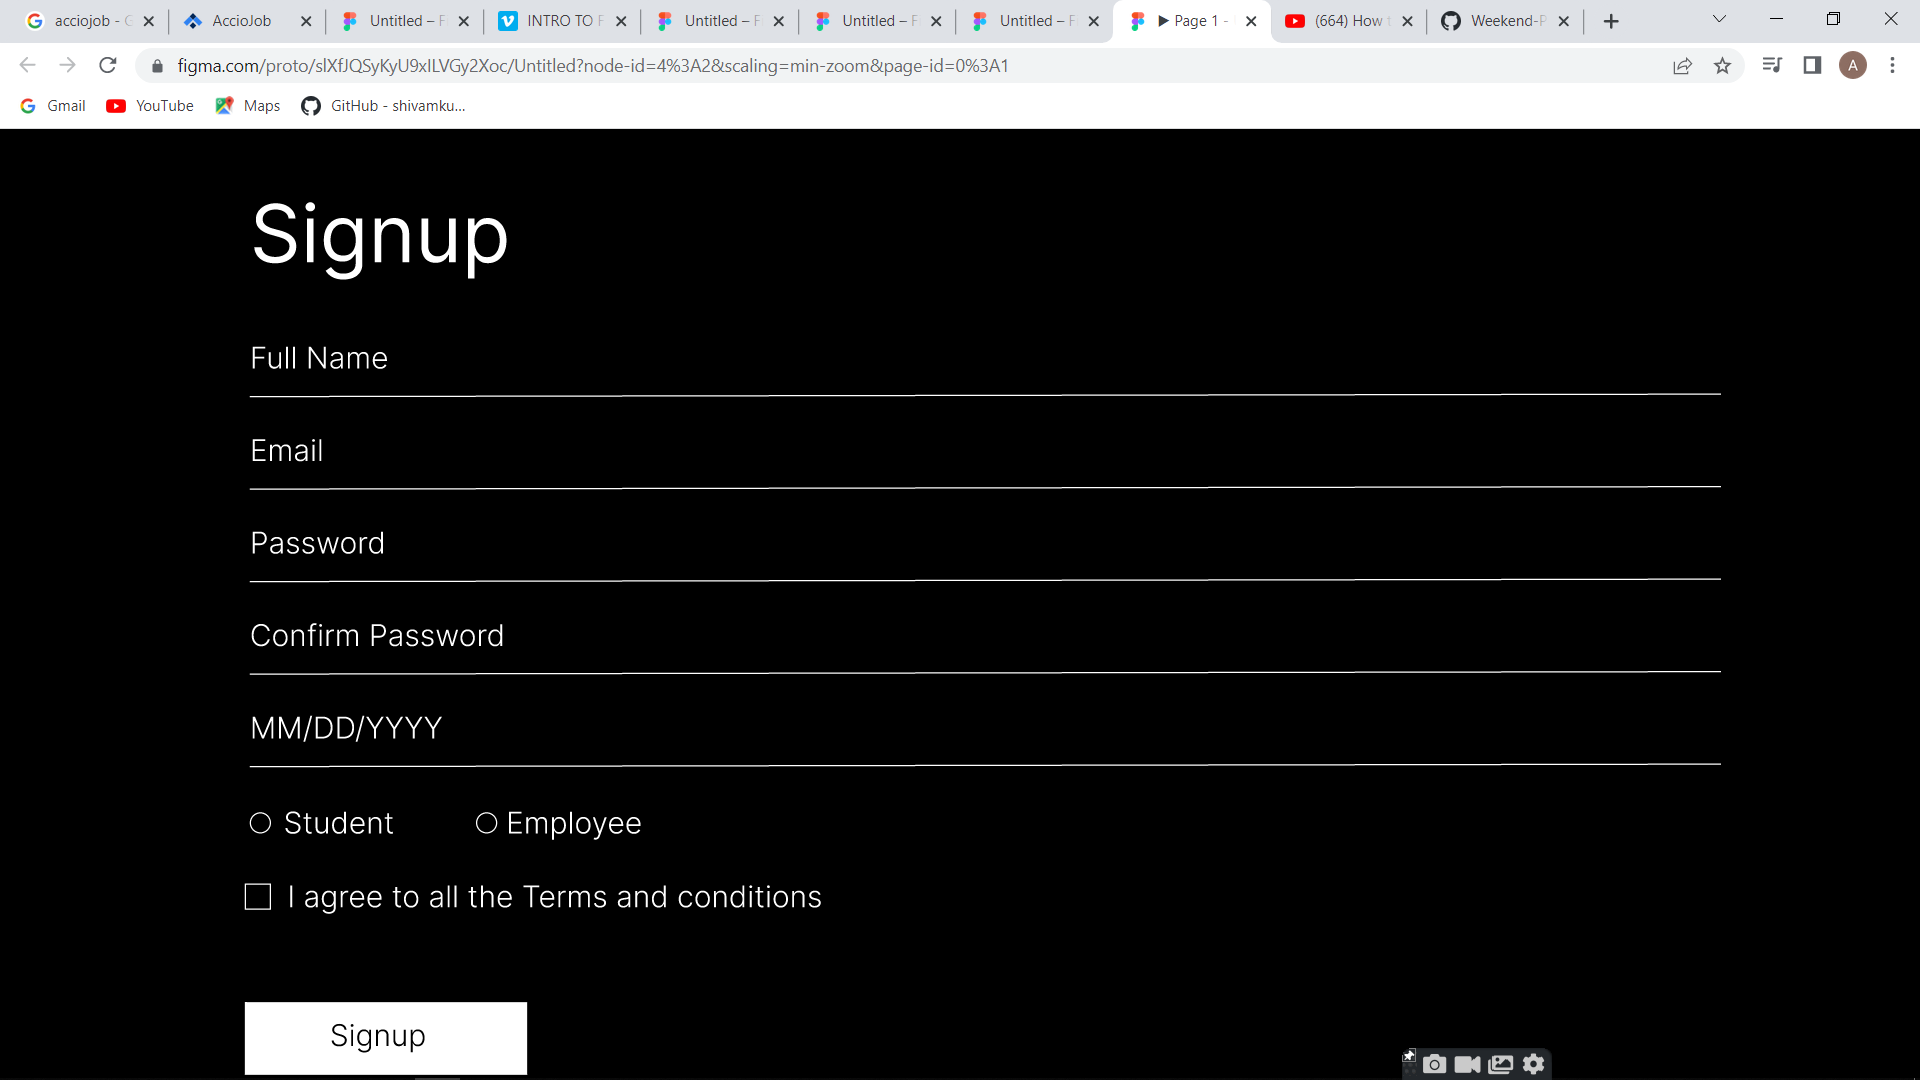 acciojob - G
AccioJob
Untitled – F
INTRO TO F
Untitled – F
Untitled – F
Untitled – F
▶ Page 1 -
(664) How t
Weekend-P
figma.com/proto/slXfJQSyKyU9xILVGy2Xoc/Untitled?node-id=4%3A2&scaling=min-zoom&page-id=0%3A1
A
Gmail
YouTube
Maps
GitHub - shivamku...
Signup
Full Name
Email
Password
Confirm Password
MM/DD/YYYY
Student
Employee
I agree to all the Terms and conditions
Signup